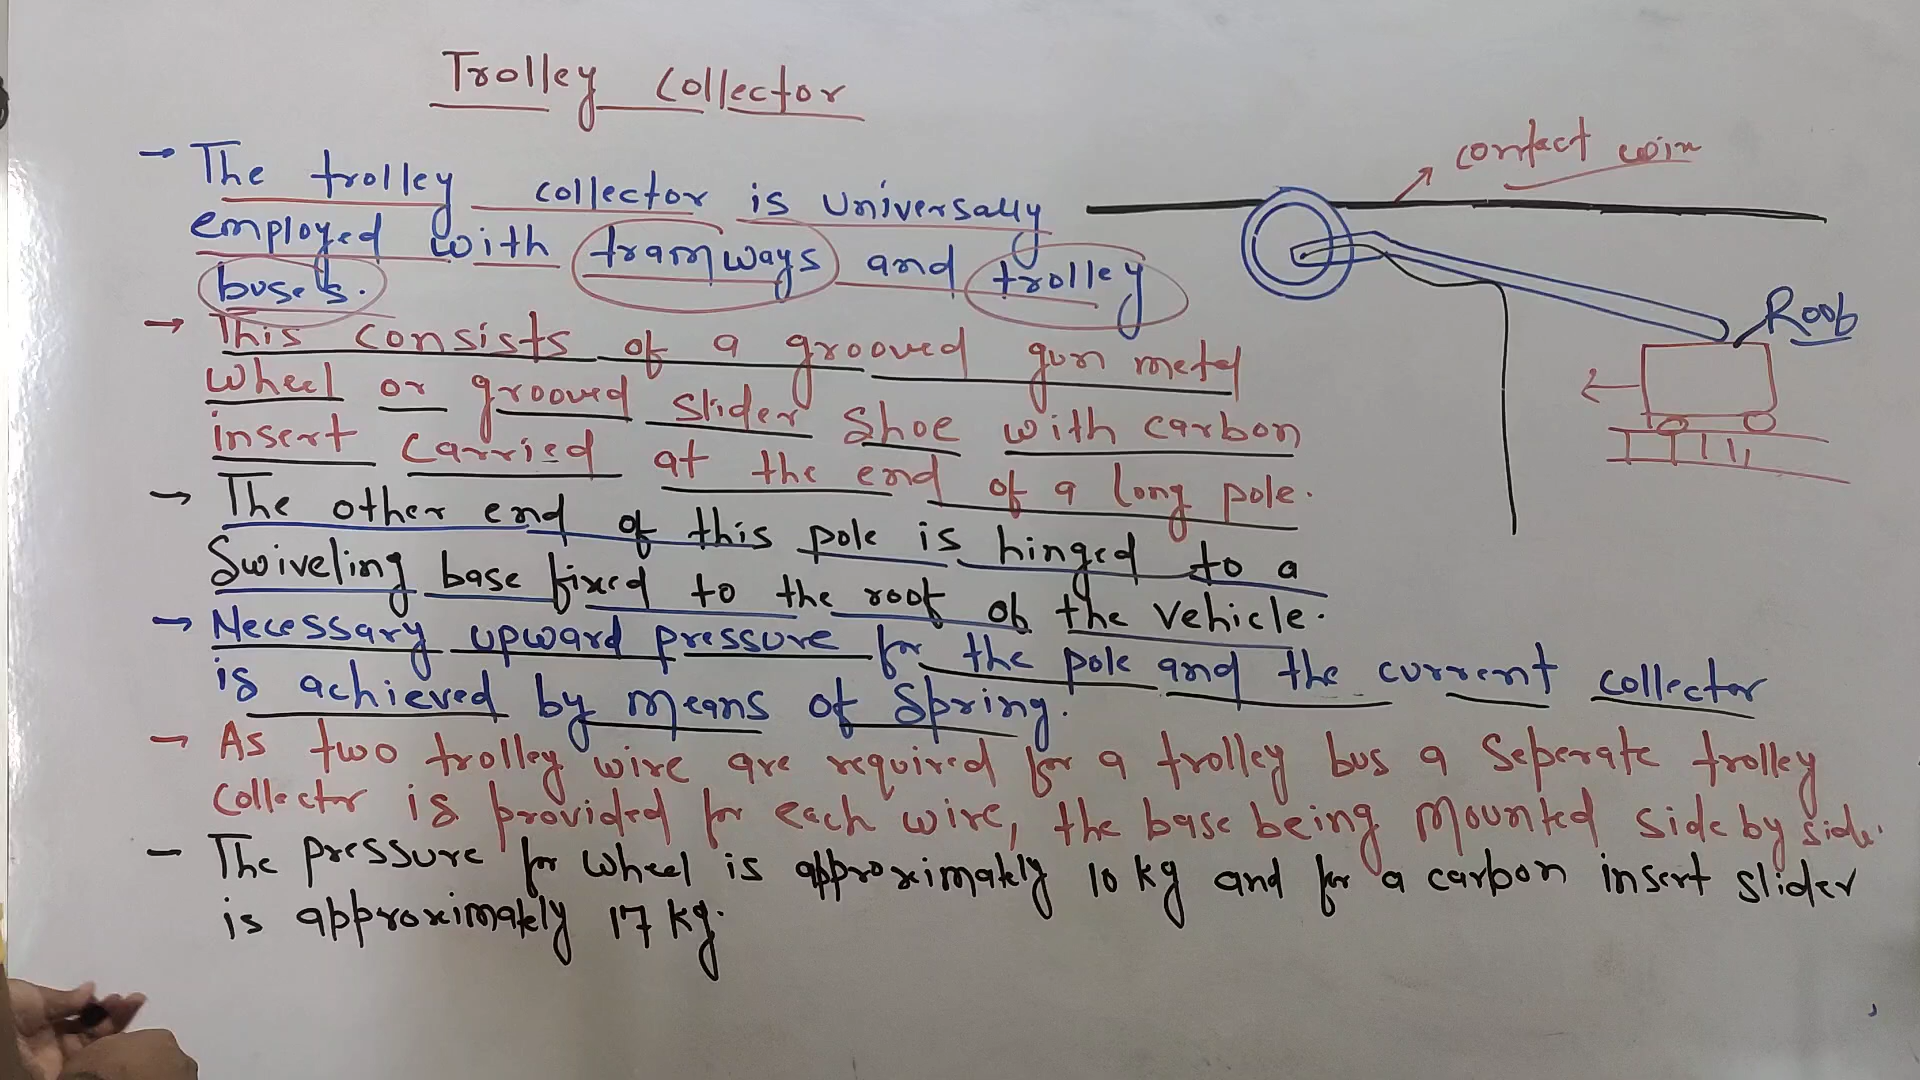 Trolley Collector
→ The trolley collector is universally
employed with tramways and trolley
buses.
→ This consists of a grooved gun metal
wheel or grooved slider shoe with carbon
insert carried at the end of a long pole.
→ The other end of this pole is hinged to a
Swiveling base fixed to the roof of the vehicle.
→ Necessary upward pressure for the pole and the current collector
is achieved by means of Spring.
→ As two trolley wire are required for a trolley bus a Seperate trolley
collector is provided for each wire, the base being Mounted side by side.
- The pressure for wheel is approximately 10 kg and for a carbon insert slider
is approximately 17 kg.
contact wire
Roof